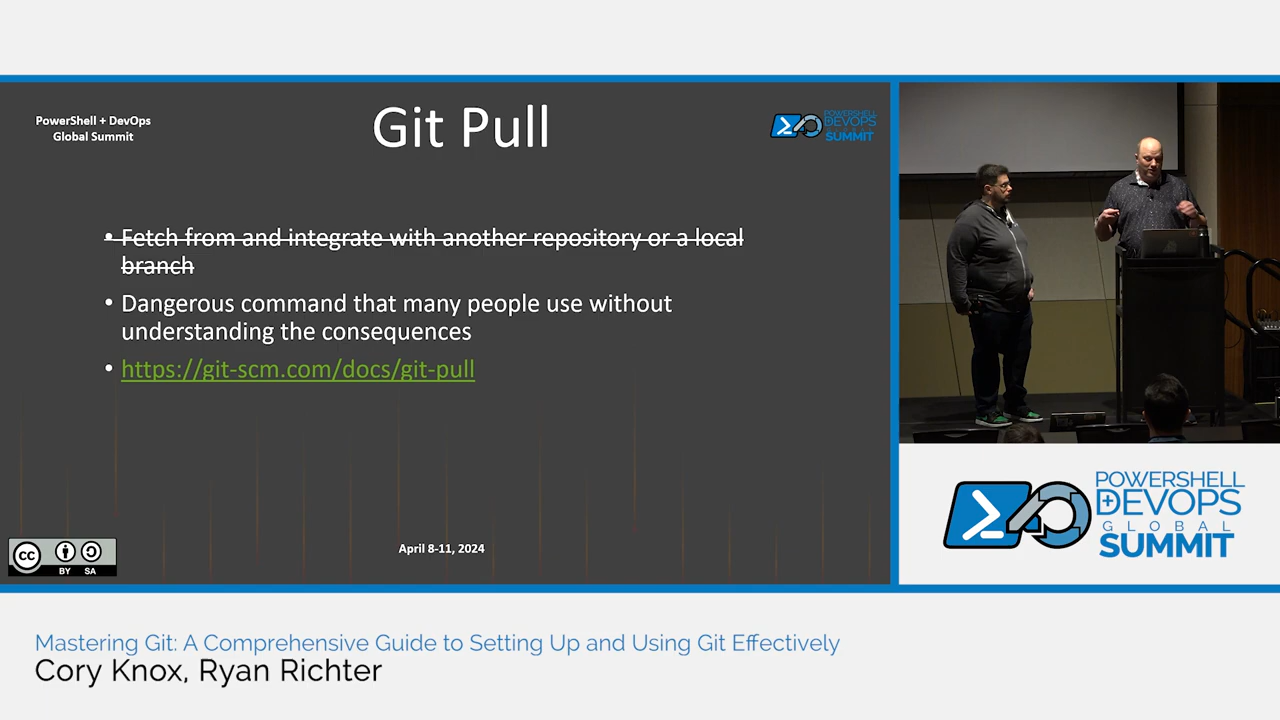 PowerShell + DevOps
Global Summit
Git Pull
POWERSHELL
DEVOPS
GLOBAL
SUMMIT
• Fetch from and integrate with another repository or a local
branch
• Dangerous command that many people use without
understanding the consequences
• https://git-scm.com/docs/git-pull
April 8-11, 2024
cc
BY SA
POWERSHELL
+DEVOPS
GLOBAL
SUMMIT
Mastering Git: A Comprehensive Guide to Setting Up and Using Git Effectively
Cory Knox, Ryan Richter